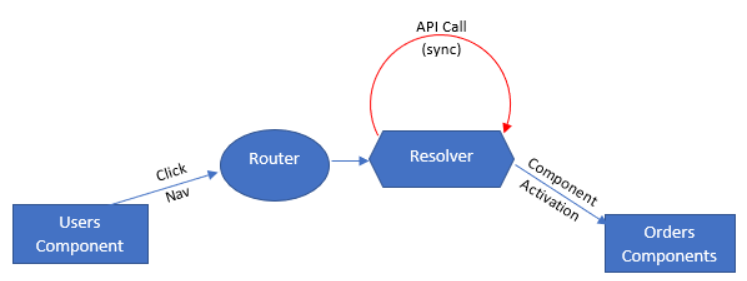 API Call
(sync)
Router
Resolver
Click
Nav
Component
Activation
Users
Component
Orders
Components